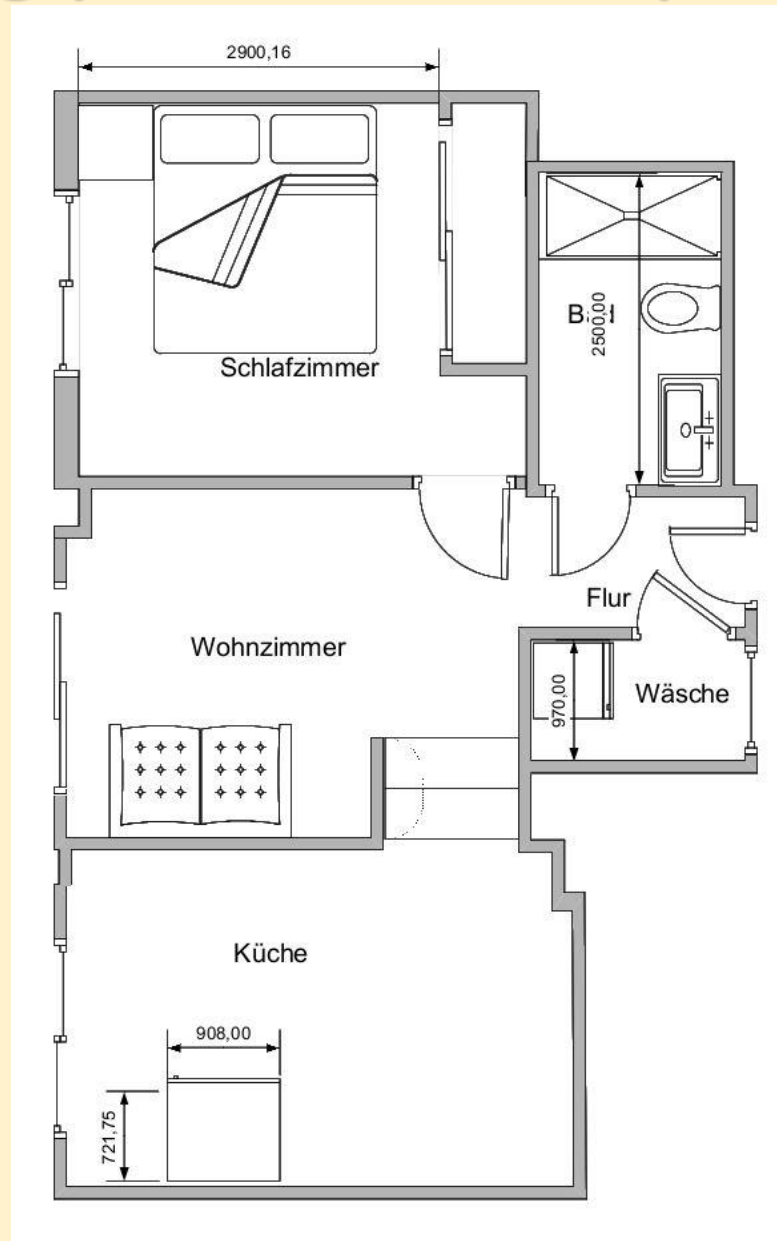 2900,16
Schlafzimmer
2500,00
Flur
Wohnzimmer
970,00
Wäsche
Küche
908,00
721,75